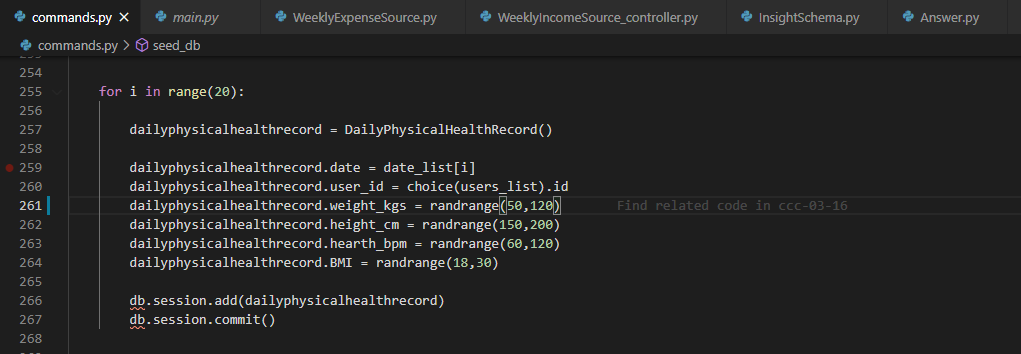 commands.py X main.py WeeklyExpenseSource.py WeeklyIncomeSource_controller.py InsightSchema.py Answer.py
commands.py > seed_db
254
255 for i in range(20):
256
257 dailyphysicalhealthrecord = DailyPhysicalHealthRecord()
258
259 dailyphysicalhealthrecord.date = date_list[i]
260 dailyphysicalhealthrecord.user_id = choice(users_list).id
261 dailyphysicalhealthrecord.weight_kgs = randrange(50,120) Find related code in ccc-03-16
262 dailyphysicalhealthrecord.height_cm = randrange(150,200)
263 dailyphysicalhealthrecord.hearth_bpm = randrange(60,120)
264 dailyphysicalhealthrecord.BMI = randrange(18,30)
265
266 db.session.add(dailyphysicalhealthrecord)
267 db.session.commit()
268